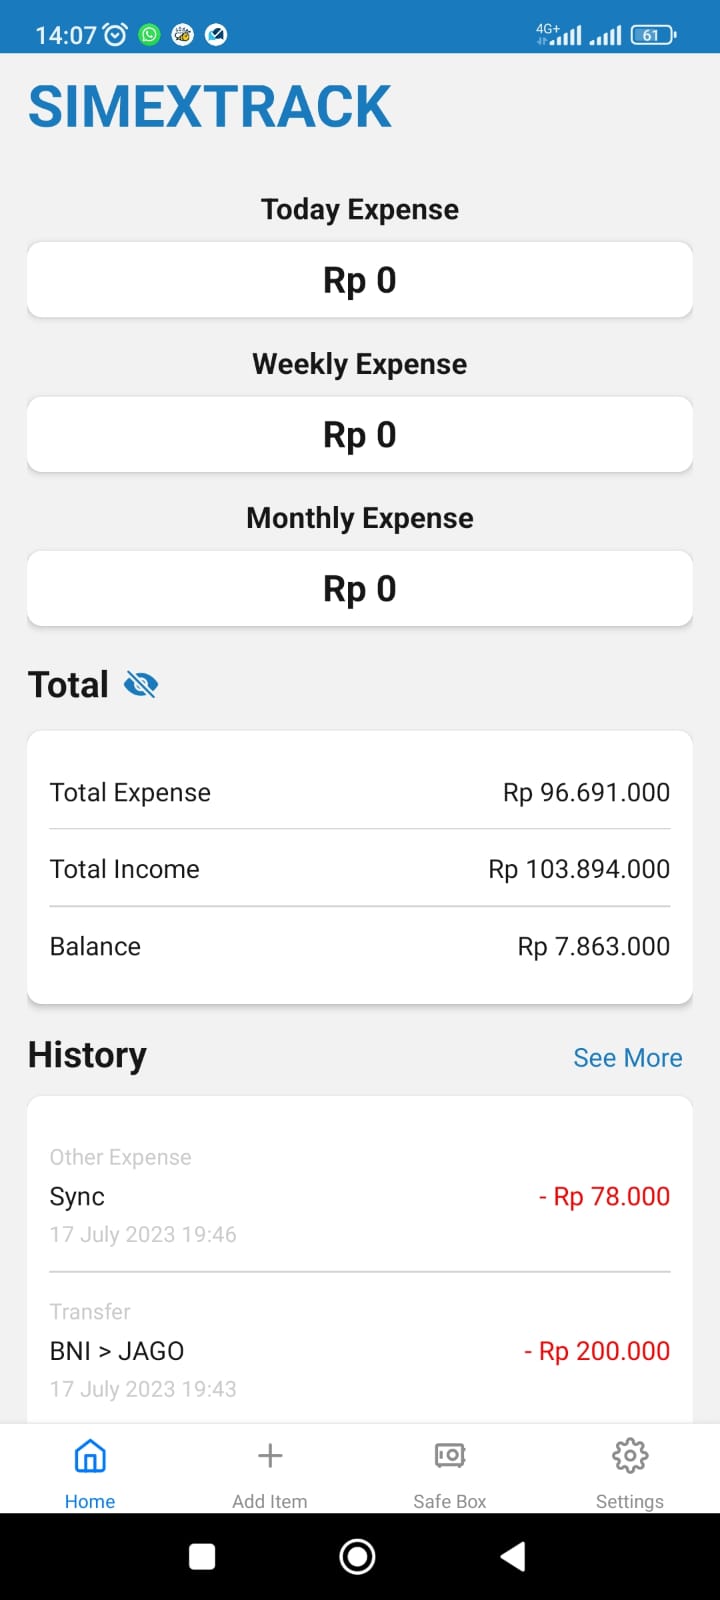 14:07
4G+
61
SIMEXTRACK
Today Expense
Rp 0
Weekly Expense
Rp 0
Monthly Expense
Rp 0
Total
Total Expense Rp 96.691.000
Total Income Rp 103.894.000
Balance Rp 7.863.000
History See More
Other Expense
Sync - Rp 78.000
17 July 2023 19:46
Transfer
BNI > JAGO - Rp 200.000
17 July 2023 19:43
Home Add Item Safe Box Settings